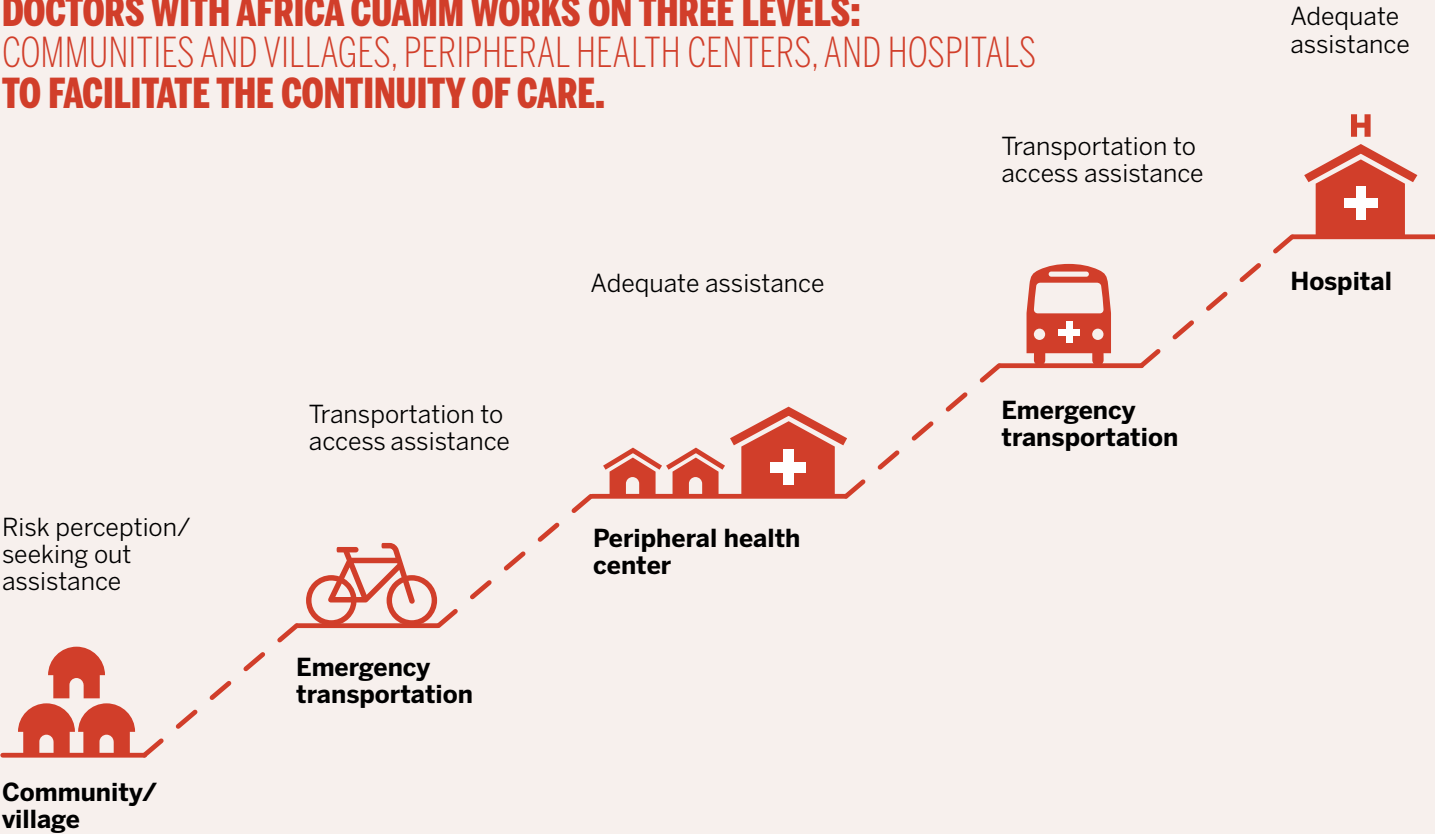 DOCTORS WITH AFRICA CUAMM WORKS ON THREE LEVELS:
COMMUNITIES AND VILLAGES, PERIPHERAL HEALTH CENTERS, AND HOSPITALS
TO FACILITATE THE CONTINUITY OF CARE.
Risk perception/
seeking out
assistance
Community/
village
Transportation to
access assistance
Emergency
transportation
Adequate assistance
Peripheral health
center
Transportation to
access assistance
Emergency
transportation
Adequate
assistance
H
Hospital